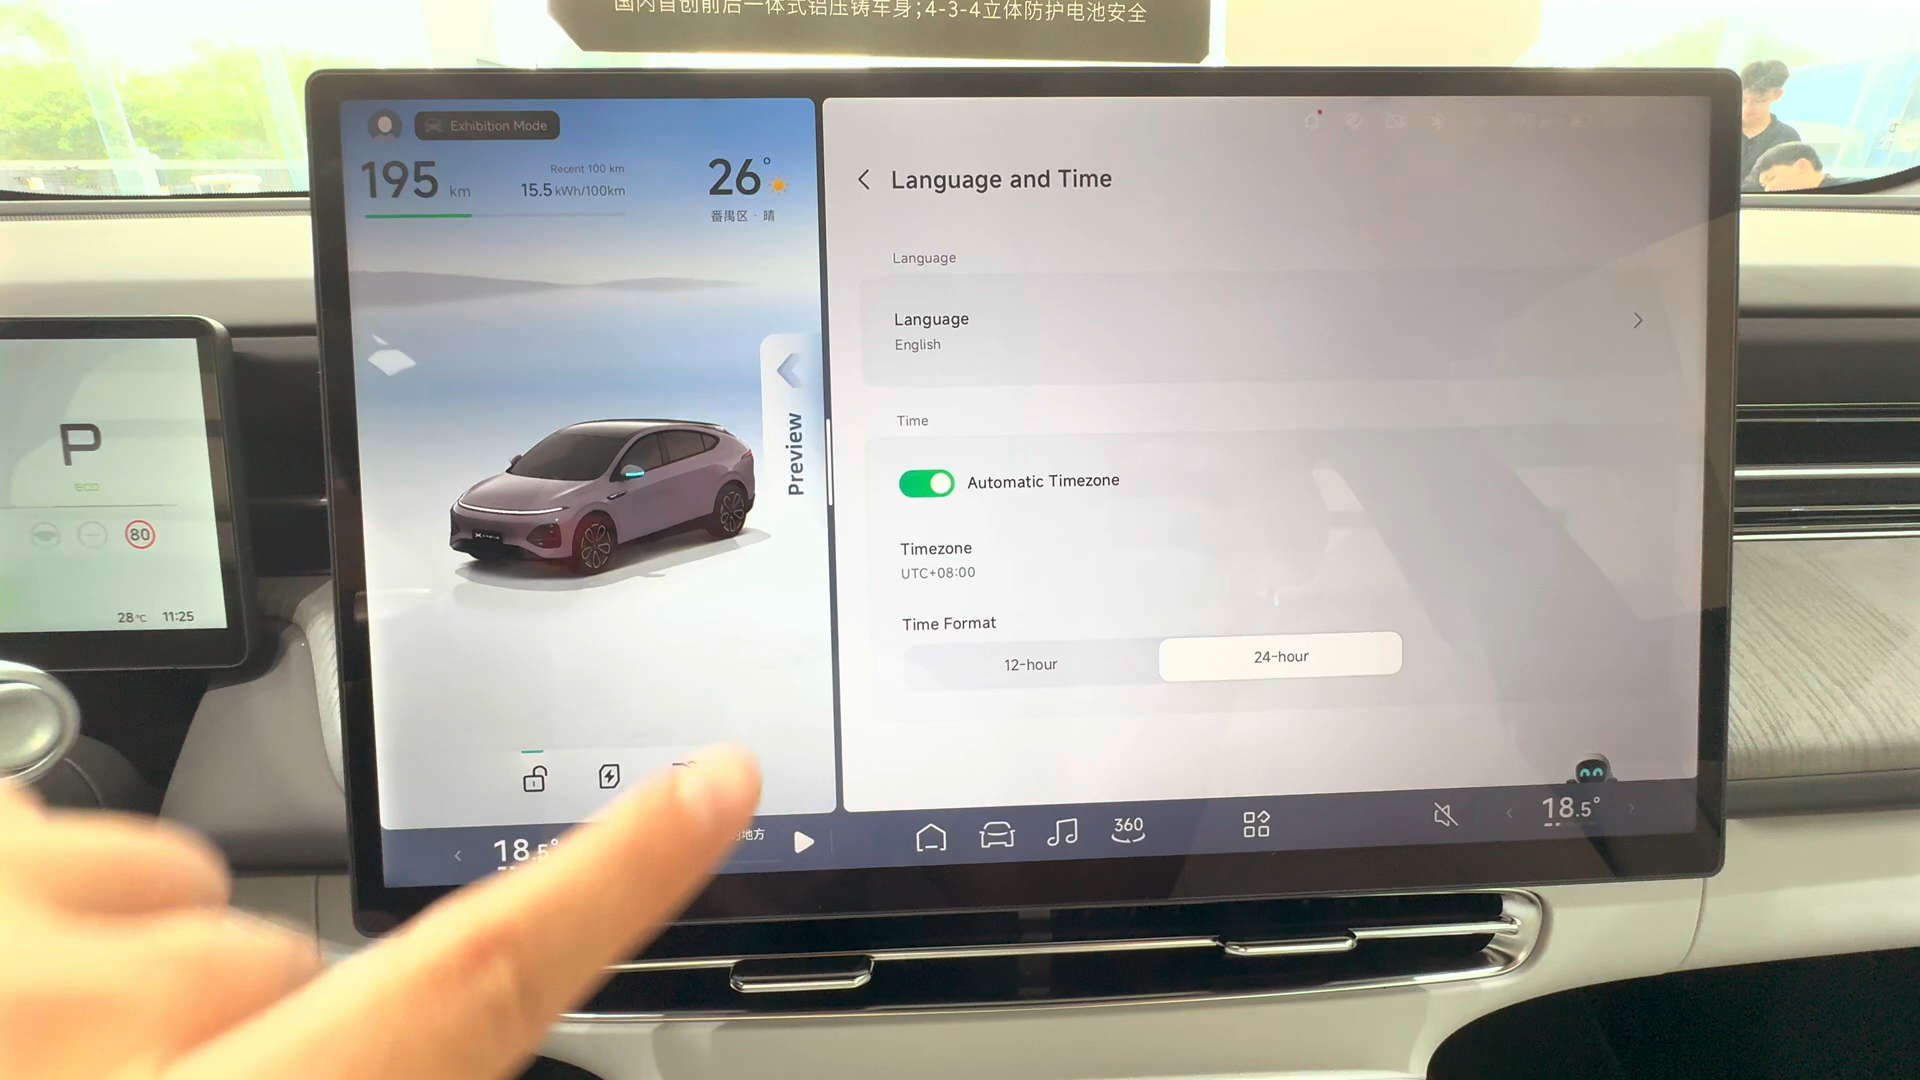 国内首创前后一体式铝压铸车身;4-3-4立体防护电池安全
Exhibition Mode
195 km
Recent 100 km
15.5 kWh/100km
26°
番禺区 · 晴
Preview
Language and Time
Language
Language
English
Time
Automatic Timezone
Timezone
UTC+08:00
Time Format
12-hour
24-hour
P
ECO
80
28℃ 11:25
18.5°
地方
360
18.5°